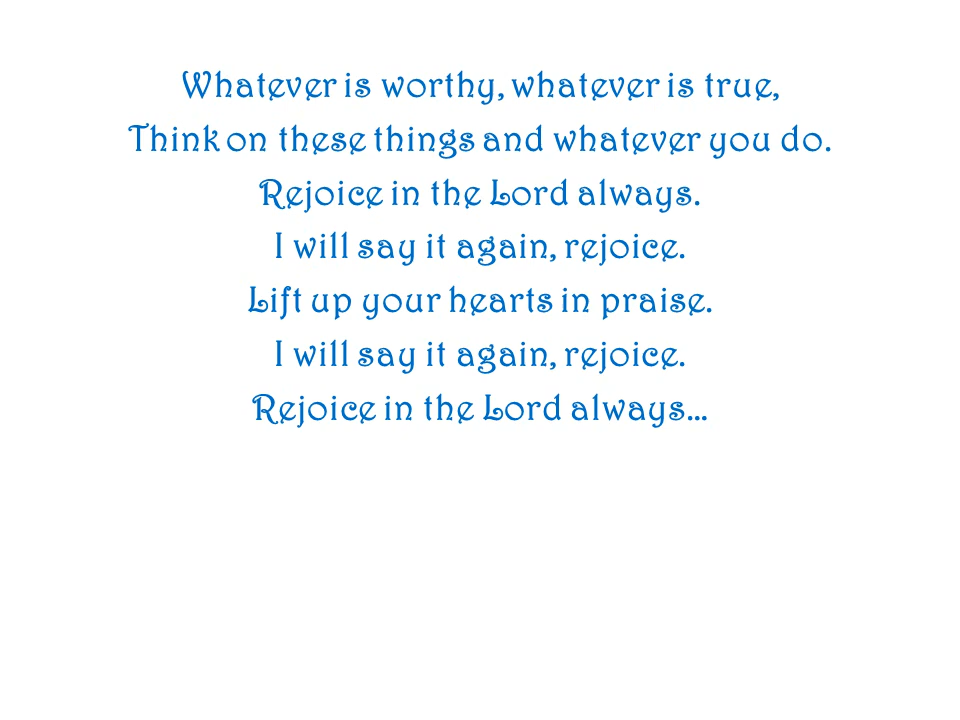 Whatever is worthy, whatever is true,
Think on these things and whatever you do.
Rejoice in the Lord always.
I will say it again, rejoice.
Lift up your hearts in praise.
I will say it again, rejoice.
Rejoice in the Lord always...